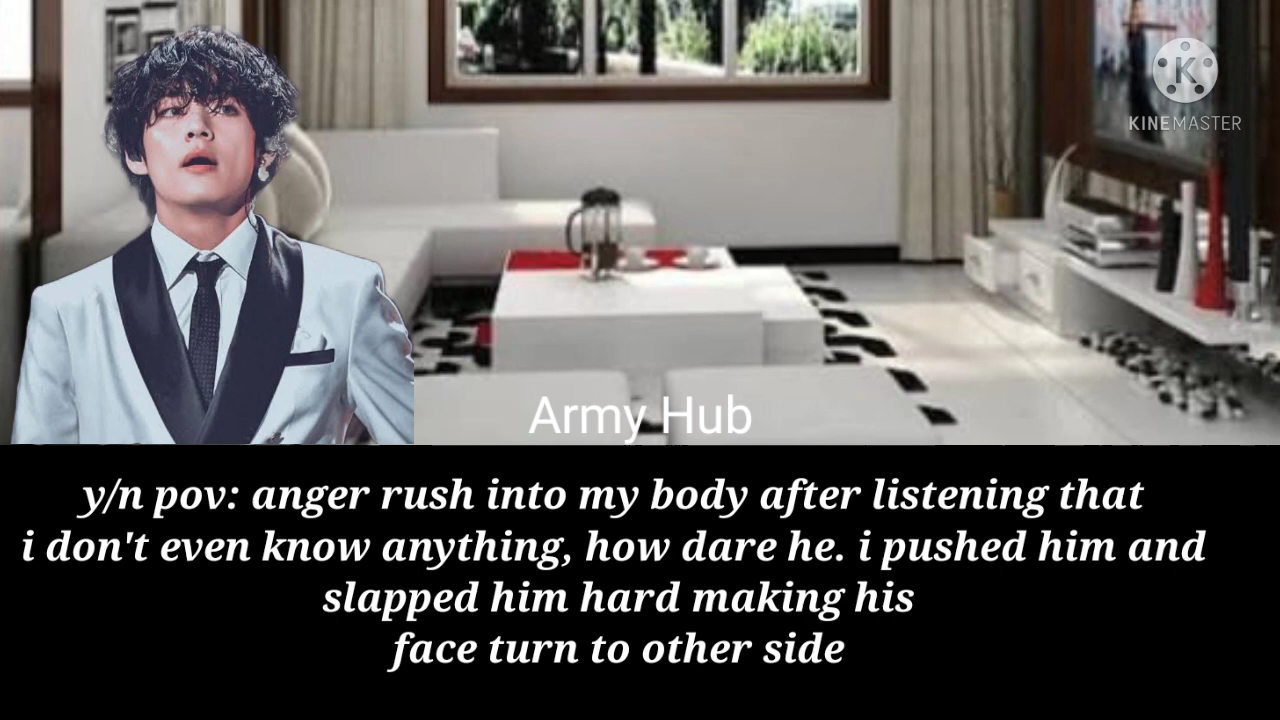 K
KINEMASTER
Army Hub
y/n pov: anger rush into my body after listening that
i don't even know anything, how dare he. i pushed him and
slapped him hard making his
face turn to other side